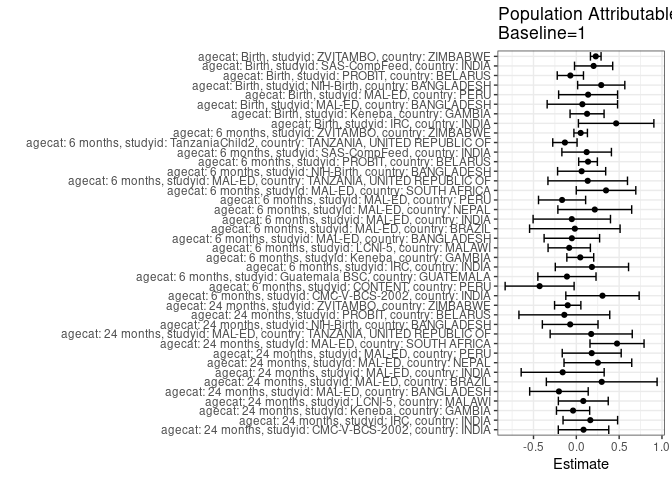 Population Attributable
Baseline=1
agecat: Birth, studyid: ZVITAMBO, country: ZIMBABWE
agecat: Birth, studyid: SAS-CompFeed, country: INDIA
agecat: Birth, studyid: PROBIT, country: BELARUS
agecat: Birth, studyid: NIH-Birth, country: BANGLADESH
agecat: Birth, studyid: MAL-ED, country: PERU
agecat: Birth, studyid: MAL-ED, country: BANGLADESH
agecat: Birth, studyid: Keneba, country: GAMBIA
agecat: Birth, studyid: IRC, country: INDIA
agecat: 6 months, studyid: ZVITAMBO, country: ZIMBABWE
agecat: 6 months, studyid: TanzaniaChild2, country: TANZANIA, UNITED REPUBLIC OF
agecat: 6 months, studyid: SAS-CompFeed, country: INDIA
agecat: 6 months, studyid: PROBIT, country: BELARUS
agecat: 6 months, studyid: NIH-Birth, country: BANGLADESH
agecat: 6 months, studyid: MAL-ED, country: TANZANIA, UNITED REPUBLIC OF
agecat: 6 months, studyid: MAL-ED, country: SOUTH AFRICA
agecat: 6 months, studyid: MAL-ED, country: PERU
agecat: 6 months, studyid: MAL-ED, country: NEPAL
agecat: 6 months, studyid: MAL-ED, country: INDIA
agecat: 6 months, studyid: MAL-ED, country: BRAZIL
agecat: 6 months, studyid: MAL-ED, country: BANGLADESH
agecat: 6 months, studyid: LCNI-5, country: MALAWI
agecat: 6 months, studyid: Keneba, country: GAMBIA
agecat: 6 months, studyid: IRC, country: INDIA
agecat: 6 months, studyid: Guatemala BSC, country: GUATEMALA
agecat: 6 months, studyid: CONTENT, country: PERU
agecat: 6 months, studyid: CMC-V-BCS-2002, country: INDIA
agecat: 24 months, studyid: ZVITAMBO, country: ZIMBABWE
agecat: 24 months, studyid: PROBIT, country: BELARUS
agecat: 24 months, studyid: NIH-Birth, country: BANGLADESH
agecat: 24 months, studyid: MAL-ED, country: TANZANIA, UNITED REPUBLIC OF
agecat: 24 months, studyid: MAL-ED, country: SOUTH AFRICA
agecat: 24 months, studyid: MAL-ED, country: PERU
agecat: 24 months, studyid: MAL-ED, country: NEPAL
agecat: 24 months, studyid: MAL-ED, country: INDIA
agecat: 24 months, studyid: MAL-ED, country: BRAZIL
agecat: 24 months, studyid: MAL-ED, country: BANGLADESH
agecat: 24 months, studyid: LCNI-5, country: MALAWI
agecat: 24 months, studyid: Keneba, country: GAMBIA
agecat: 24 months, studyid: IRC, country: INDIA
agecat: 24 months, studyid: CMC-V-BCS-2002, country: INDIA
-0.5 0.0 0.5 1.0
Estimate